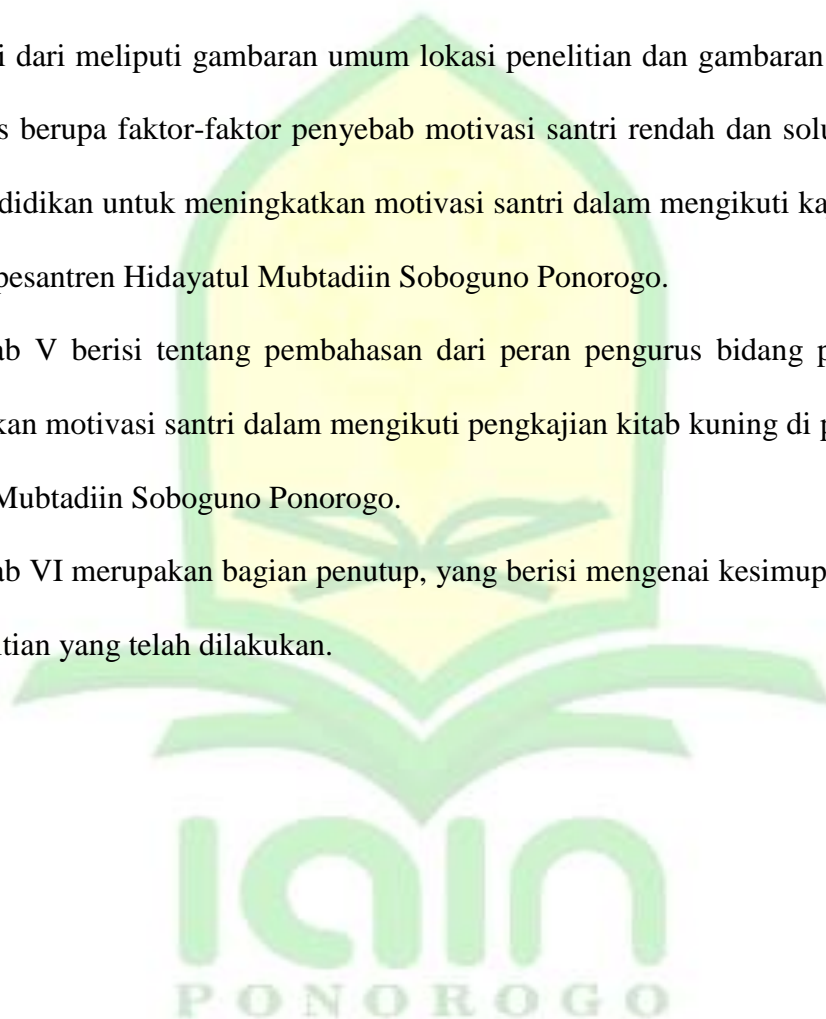 i dari meliputi gambaran umum lokasi penelitian dan gambaran
s berupa faktor-faktor penyebab motivasi santri rendah dan solu
didikan untuk meningkatkan motivasi santri dalam mengikuti ka
pesantren Hidayatul Mubtadiin Soboguno Ponorogo.
ab V berisi tentang pembahasan dari peran pengurus bidang p
kan motivasi santri dalam mengikuti pengkajian kitab kuning di p
Mubtadiin Soboguno Ponorogo.
ab VI merupakan bagian penutup, yang berisi mengenai kesimup
itian yang telah dilakukan.
iain
PONOROGO